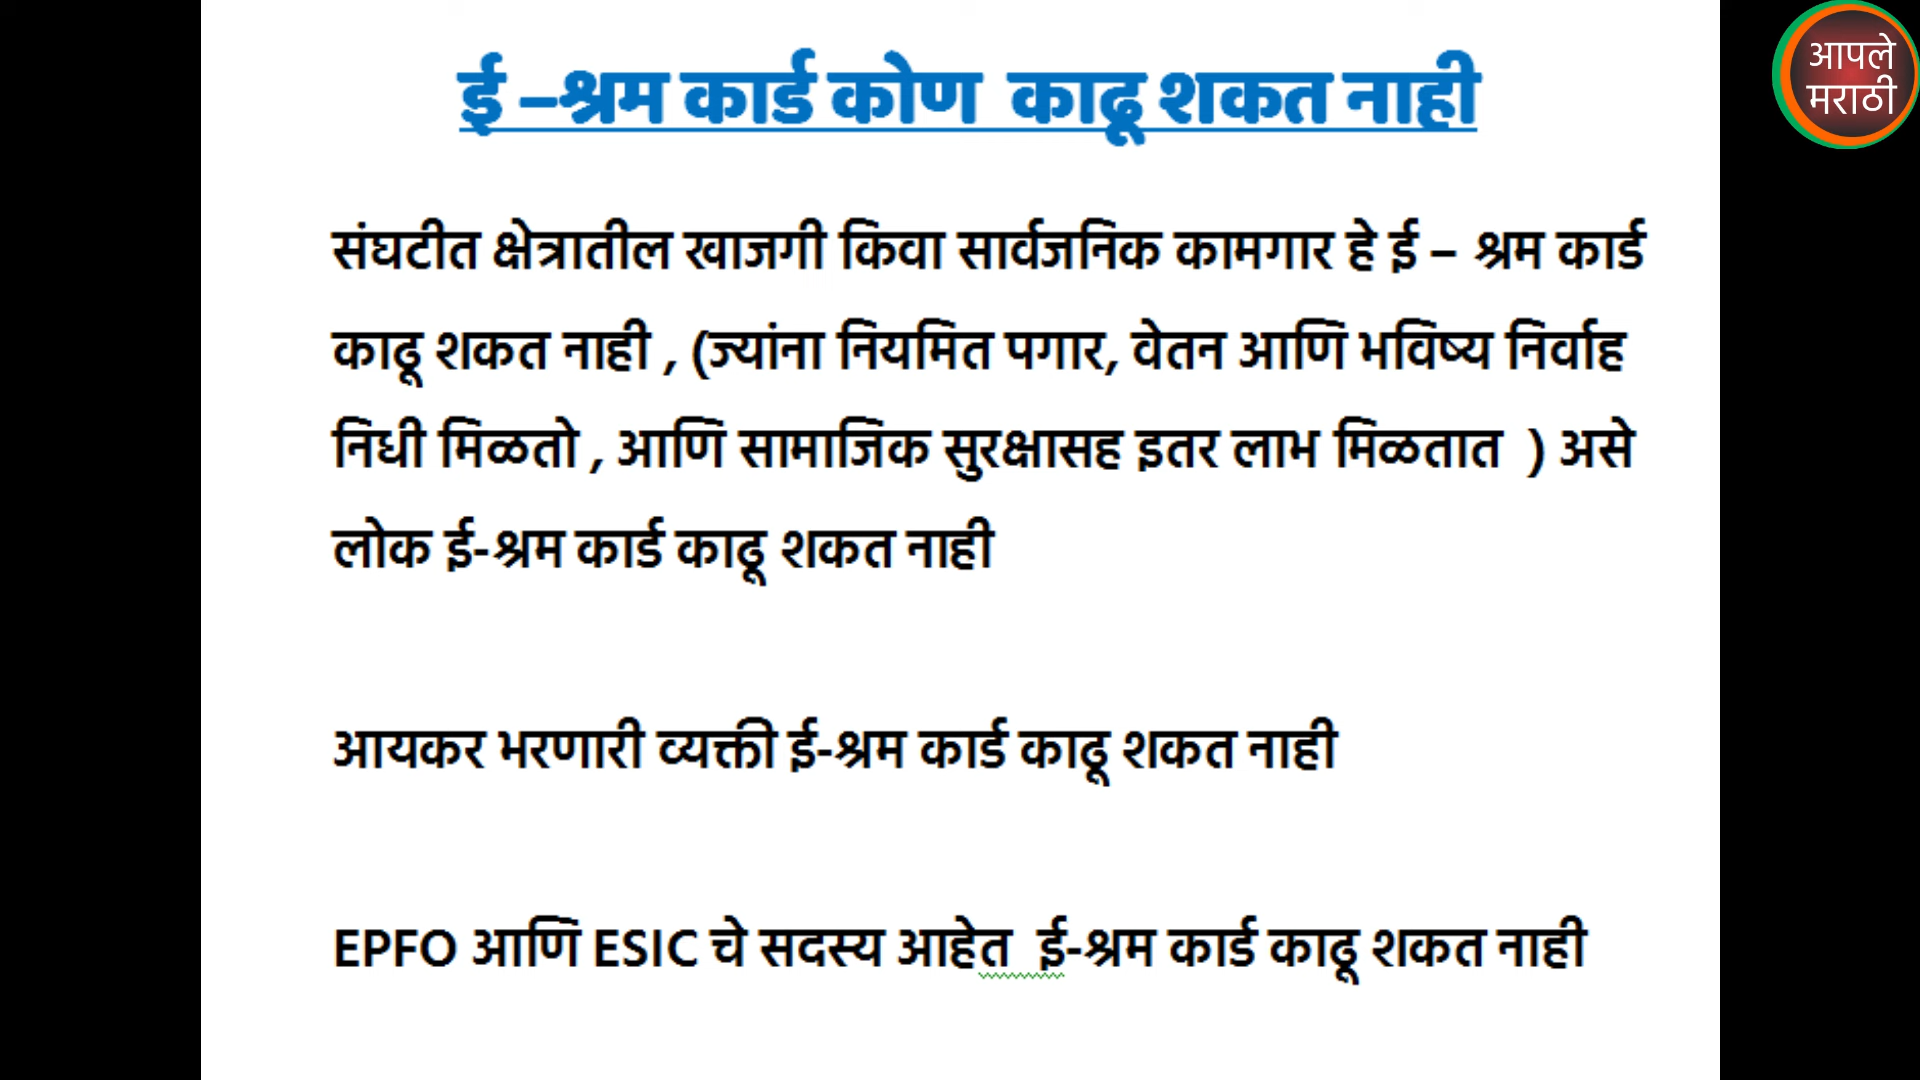 ई –श्रम कार्ड कोण काढू शकत नाही
आपले
मराठी
संघटीत क्षेत्रातील खाजगी किंवा सार्वजनिक कामगार हे ई – श्रम कार्ड
काढू शकत नाही , (ज्यांना नियमित पगार, वेतन आणि भविष्य निर्वाह
निधी मिळतो , आणि सामाजिक सुरक्षासह इतर लाभ मिळतात ) असे
लोक ई-श्रम कार्ड काढू शकत नाही
आयकर भरणारी व्यक्ती ई-श्रम कार्ड काढू शकत नाही
EPFO आणि ESIC चे सदस्य आहेत ई-श्रम कार्ड काढू शकत नाही